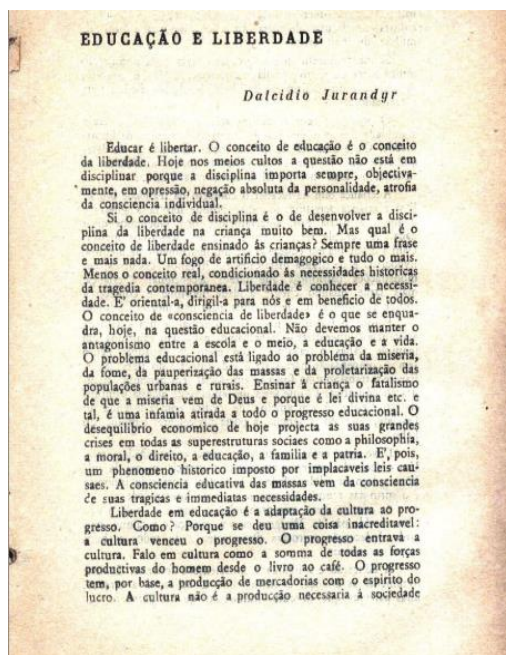 EDUCAÇÃO E LIBERDADE
Dalcidio Jurandyr
Educar é libertar. O conceito de educação é o conceito
da liberdade. Hoje nos meios cultos a questão não está em
disciplinar porque a disciplina importa sempre, objectiva-
mente, em opressão, negação absoluta da personalidade, atrofia
da consciencia individual.
Si o conceito de disciplina é o de desenvolver a disci-
plina da liberdade na criança muito bem. Mas qual é o
conceito de liberdade ensinado ás crianças? Sempre uma frase
e mais nada. Um fogo de artificio demagogico e tudo o mais.
Menos o conceito real, condicionado ás necessidades historicas
da tragedia contemporanea. Liberdade é conhecer a necessi-
dade. E' oriental-a, dirigil-a para nós e em beneficio de todos.
O conceito de «consciencia de liberdade» é o que se enqua-
dra, hoje, na questão educacional. Não devemos manter o
antagonismo entre a escola e o meio, a educação e a vida.
O problema educacional está ligado ao problema da miseria,
da fome, da pauperização das massas e da proletarização das
populações urbanas e rurais. Ensinar á criança o fatalismo
de que a miseria vem de Deus e porque é lei divina etc. e
tal, é uma infamia atirada a todo o progresso educacional. O
desequilibrio economico de hoje projecta as suas grandes
crises em todas as superestruturas sociaes como a philosophia,
a moral, o direito, a educação, a familia e a patria. E', pois,
um phenomeno historico imposto por implacaveis leis cau-
saes. A consciencia educativa das massas vem da consciencia
de suas tragicas e immediatas necessidades.
Liberdade em educação é a adaptação da cultura ao pro-
gresso. Como? Porque se deu uma coisa inacreditavel:
a cultura venceu o progresso. O progresso entrava a
cultura. Falo em cultura como a somma de todas as forças
productivas do homem desde o livro ao café. O progresso
tem, por base, a producção de mercadorias com o espirito do
lucro. A cultura não é a producção necessaria á sociedade